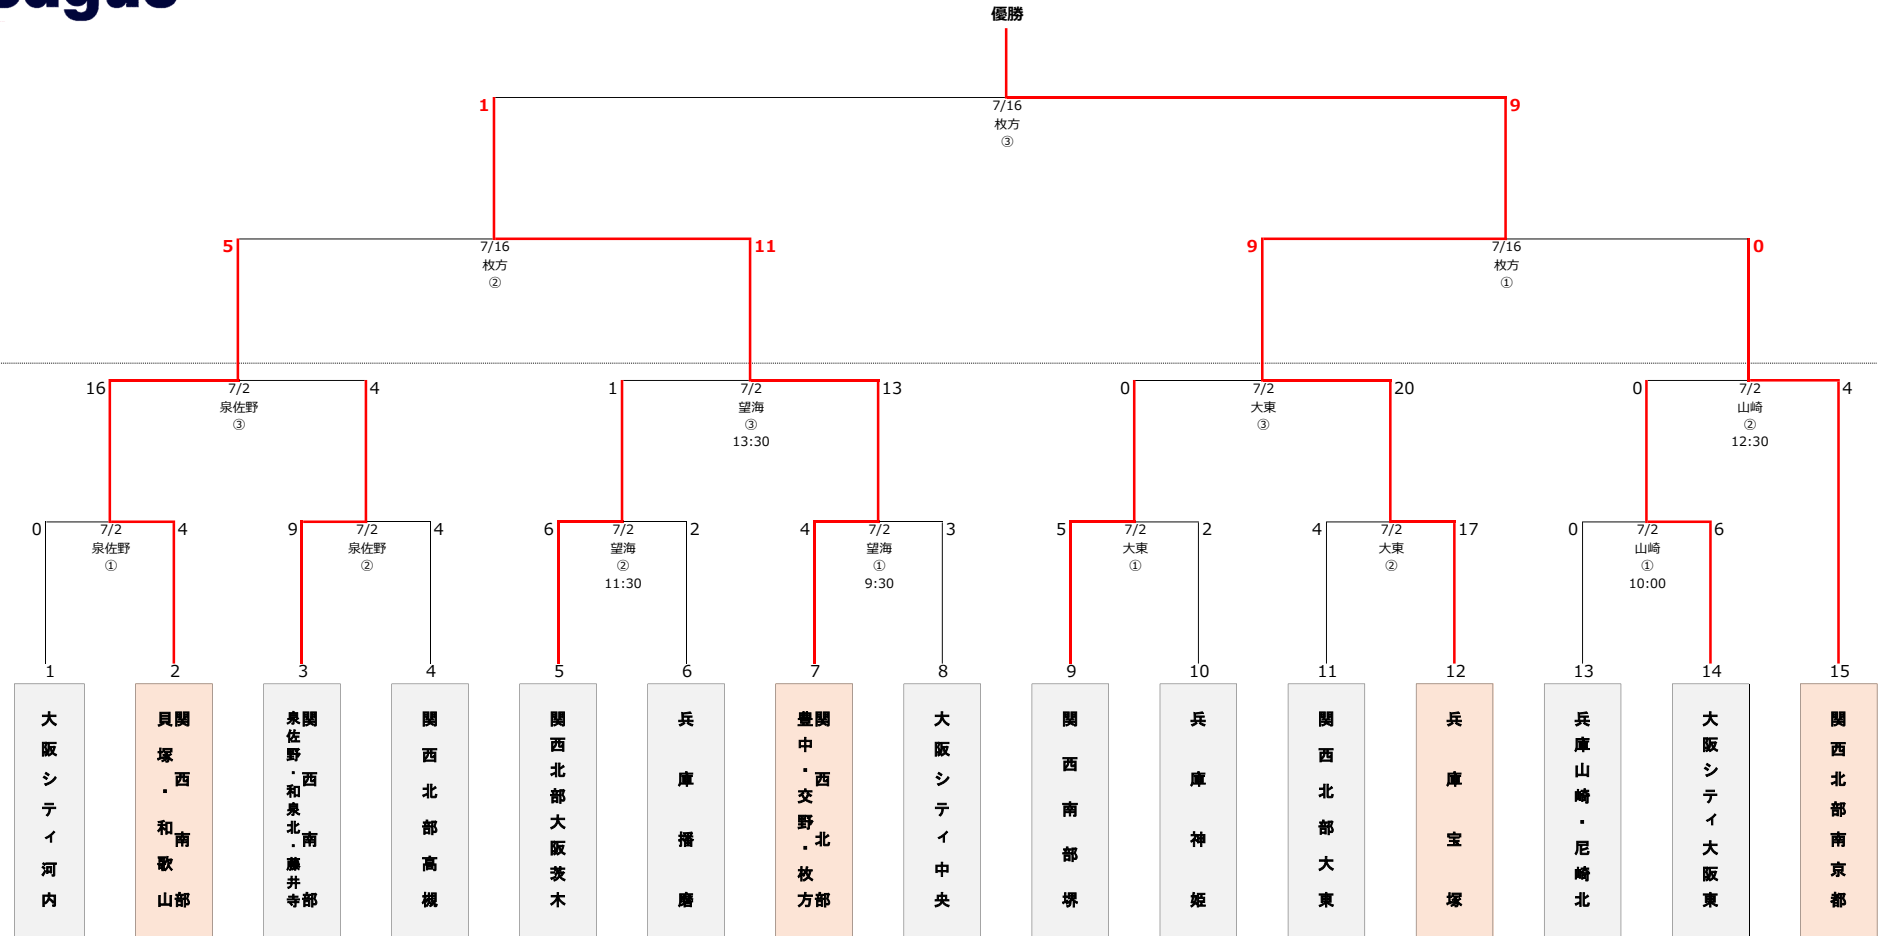 優勝
1
7/16
枚方
③
9
5
7/16
枚方
②
11
9
7/16
枚方
①
0
16
7/2
泉佐野
③
4
1
7/2
望海
③
13:30
13
0
7/2
大東
③
20
0
7/2
山崎
②
12:30
4
0
7/2
泉佐野
①
4
9
7/2
泉佐野
②
4
6
7/2
望海
②
11:30
2
4
7/2
望海
①
9:30
3
5
7/2
大東
①
2
4
7/2
大東
②
17
0
7/2
山崎
①
10:00
6
1
2
3
4
5
6
7
8
9
10
11
12
13
14
15
大阪シティ河内
関西南部
貝塚・和歌山
関西南部
泉佐野・和泉北・藤井寺
関西北部高槻
関西北部大阪茨木
兵庫播磨
関西北部
豊中・交野・枚方
大阪シティ中央
関西南部堺
兵庫神姫
関西北部大東
兵庫宝塚
兵庫山崎・尼崎北
大阪シティ大阪東
関西北部南京都